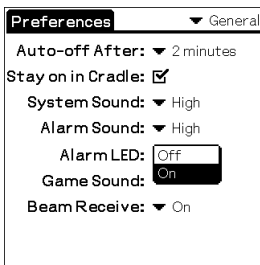 Preferences General
Auto-off After: 2 minutes
Stay on in Cradle:
System Sound: High
Alarm Sound: High
Alarm LED: Off
On
Game Sound:
Beam Receive: On